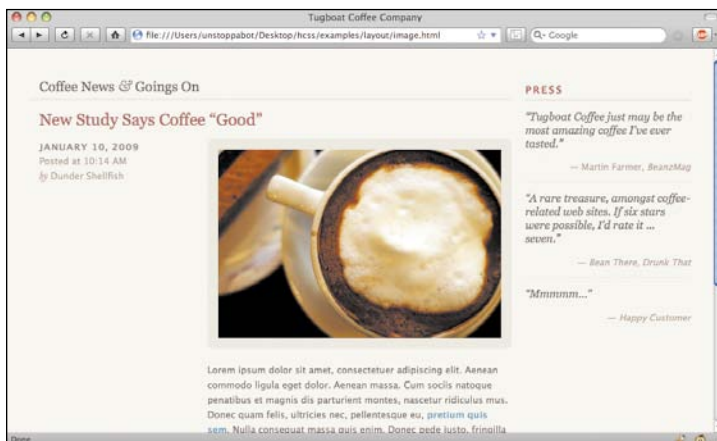 Tugboat Coffee Company
file:///Users/unstoppabot/Desktop/hcss/examples/layout/image.html
Google
Coffee News & Goings On
New Study Says Coffee “Good”
JANUARY 10, 2009
Posted at 10:14 AM
by Dunder Shellfish
Lorem ipsum dolor sit amet, consectetuer adipiscing elit. Aenean
commodo ligula eget dolor. Aenean massa. Cum sociis natoque
penatibus et magnis dis parturient montes, nascetur ridiculus mus.
Donec quam felis, ultricies nec, pellentesque eu, pretium quis
sem. Nulla consequat massa quis enim. Donec pede justo, fringilla
PRESS
“Tugboat Coffee just may be the
most amazing coffee I’ve ever
tasted.”
— Martin Farmer, BeanzMag
“A rare treasure, amongst coffee-
related web sites. If six stars
were possible, I’d rate it ...
seven.”
— Bean There, Drunk That
“Mmmmm...”
— Happy Customer
Done